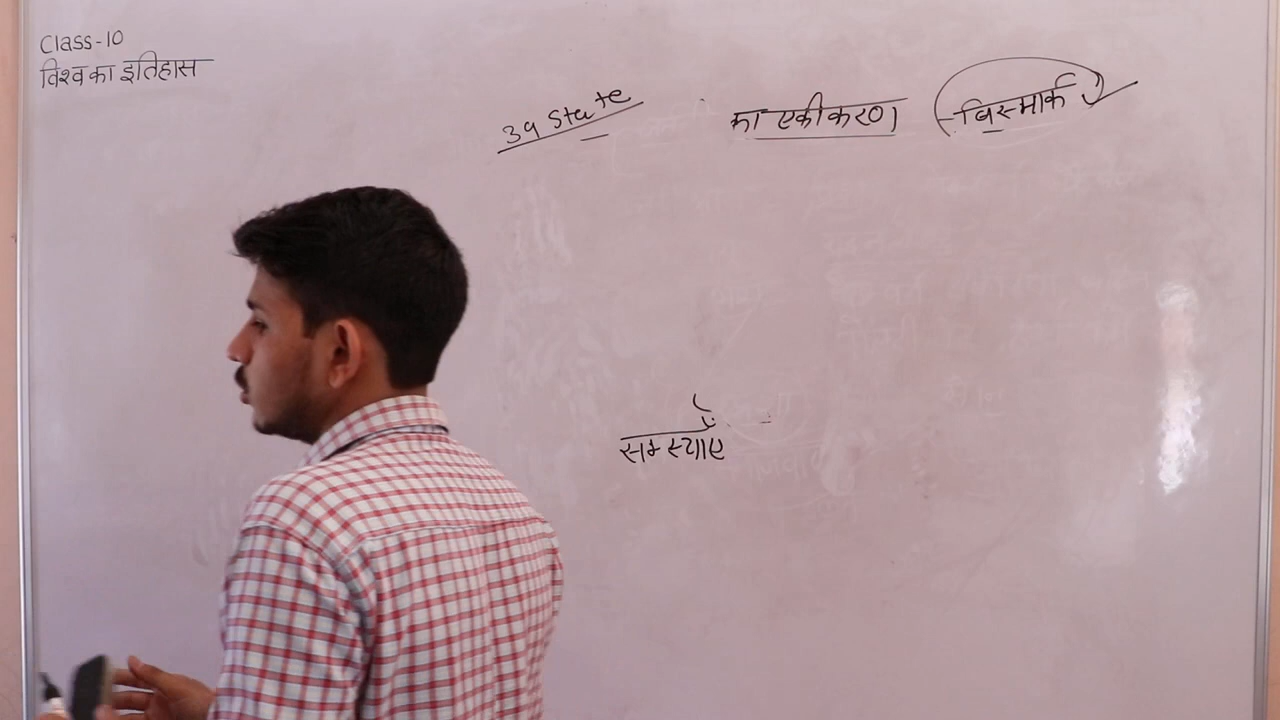 Class-10
विश्व का इतिहास
39 State
का एकीकरण (-बिस्मार्क)
समस्याएँ